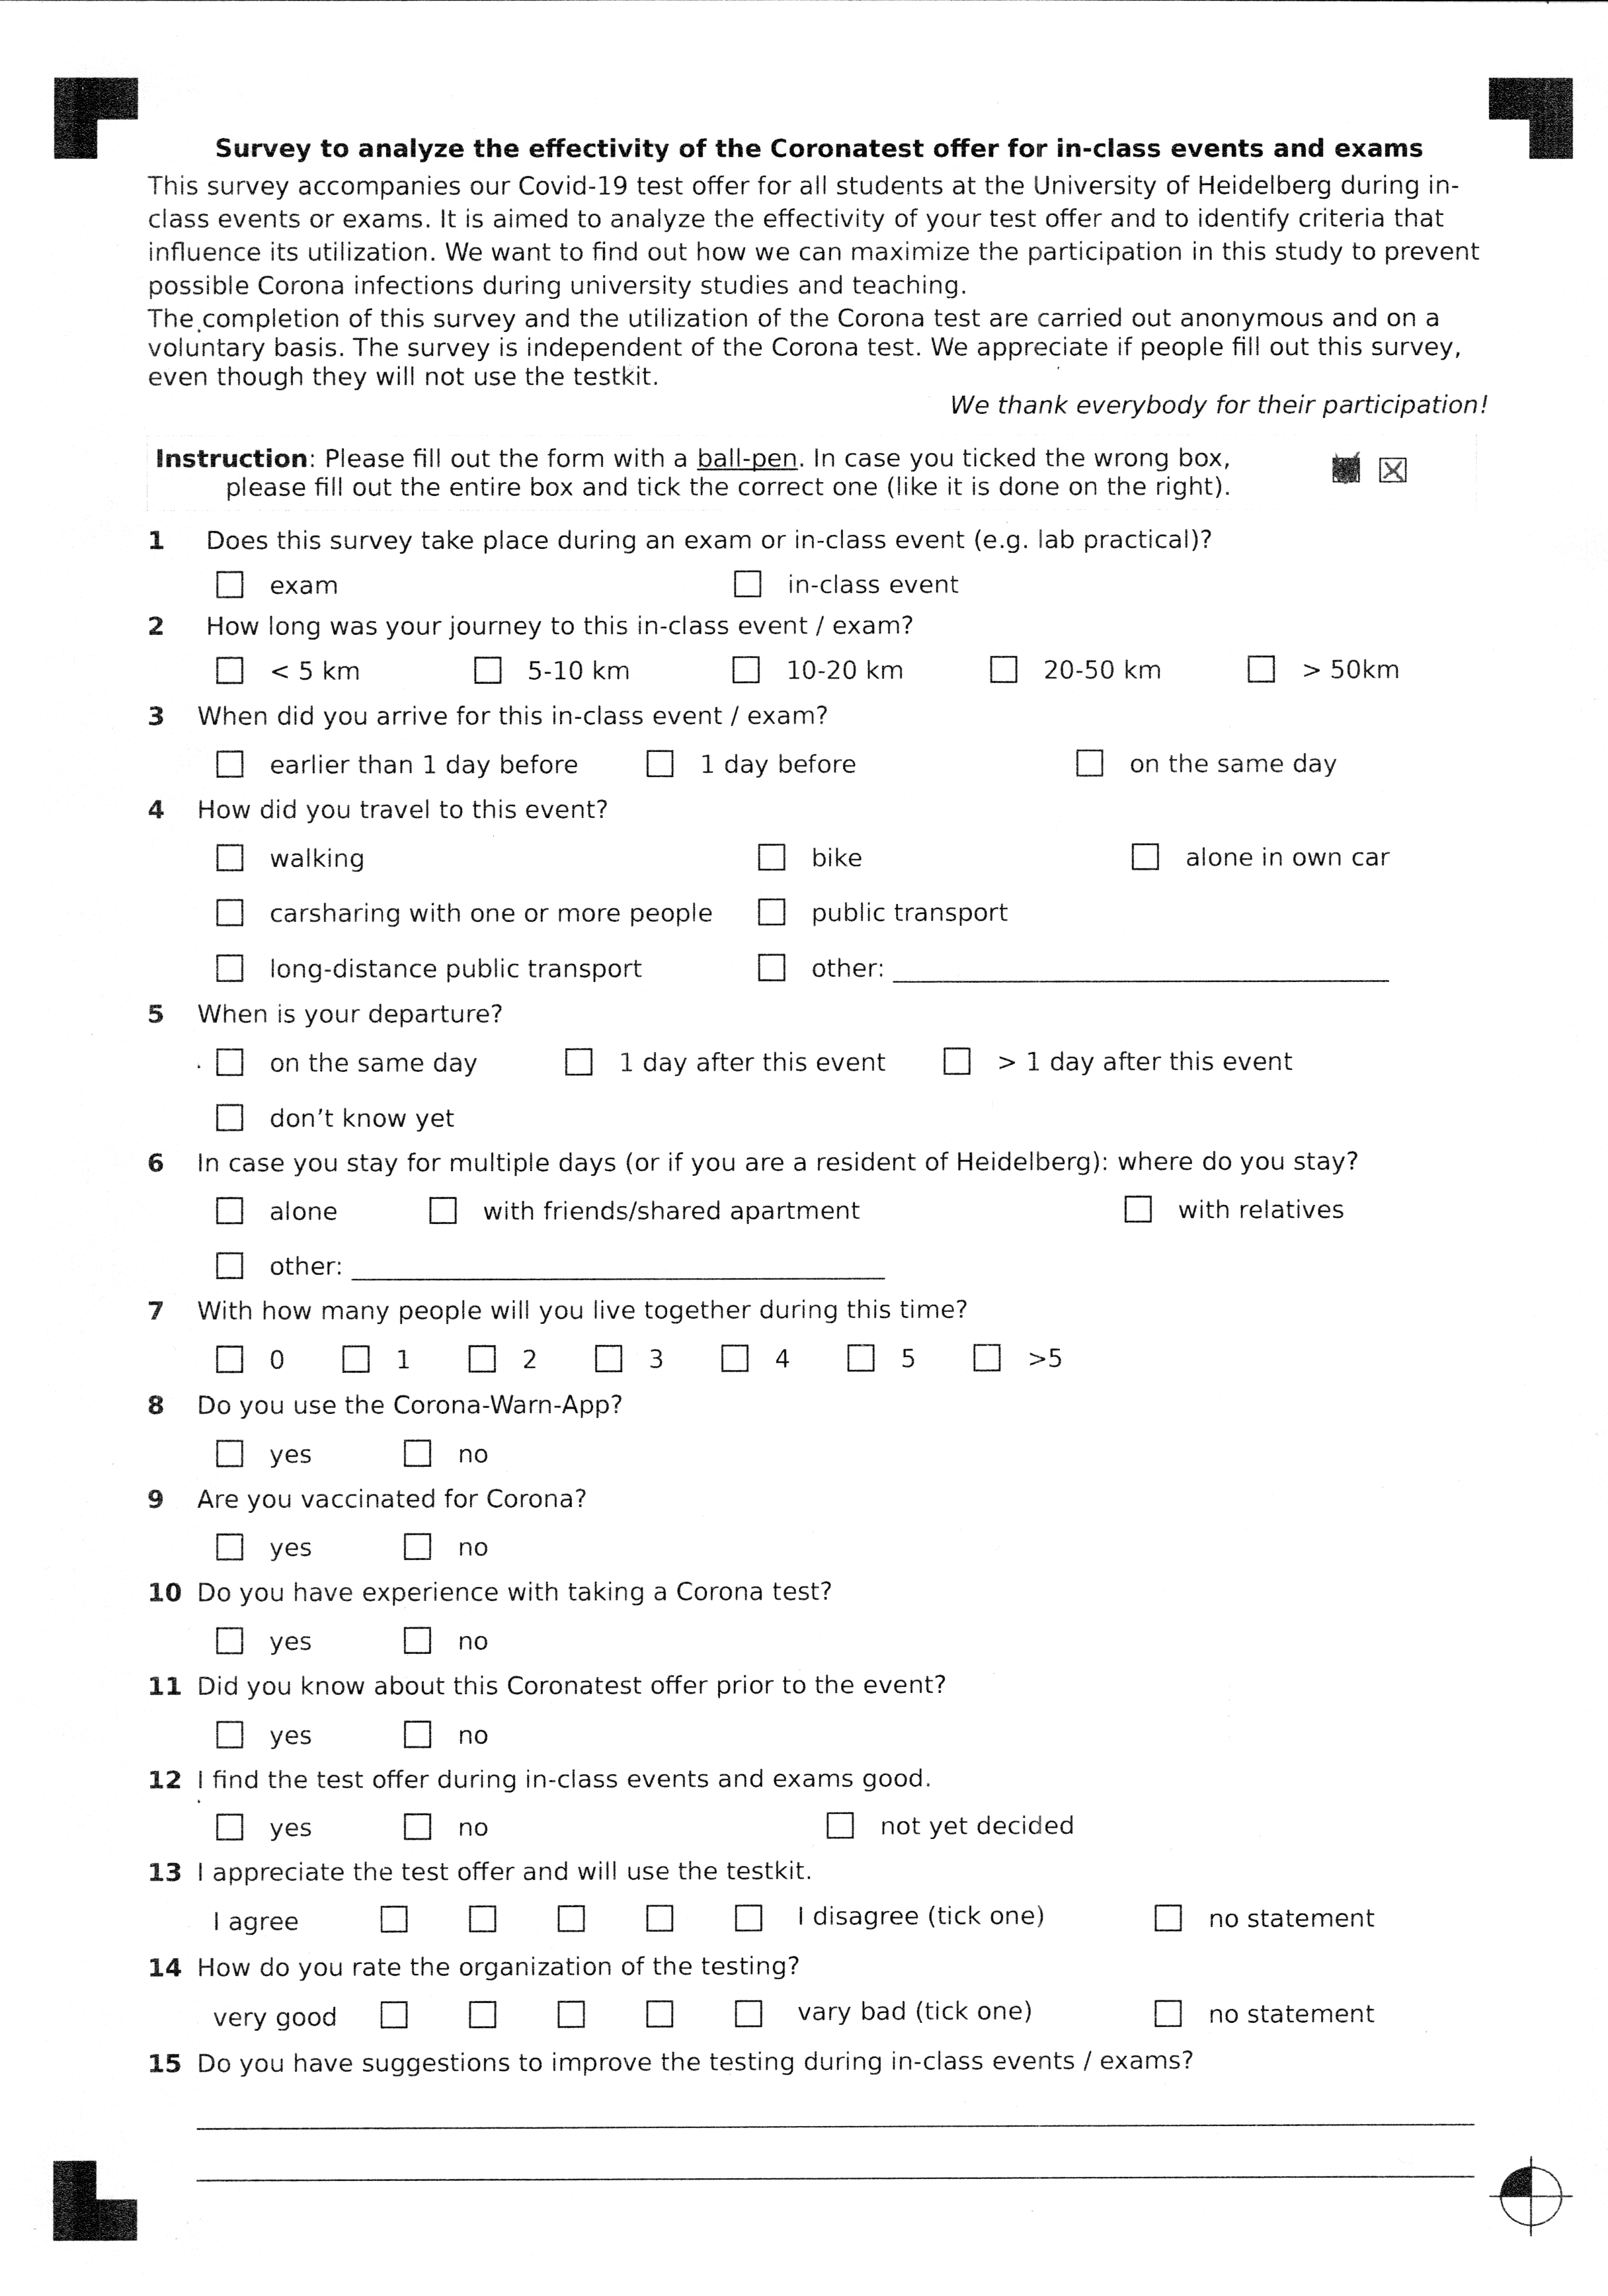 Survey to analyze the effectivity of the Coronatest offer for in-class events and exams
This survey accompanies our Covid-19 test offer for all students at the University of Heidelberg during in-
class events or exams. It is aimed to analyze the effectivity of your test offer and to identify criteria that
influence its utilization. We want to find out how we can maximize the participation in this study to prevent
possible Corona infections during university studies and teaching.
The completion of this survey and the utilization of the Corona test are carried out anonymous and on a
voluntary basis. The survey is independent of the Corona test. We appreciate if people fill out this survey,
even though they will not use the testkit.
We thank everybody for their participation!
Instruction: Please fill out the form with a ball-pen. In case you ticked the wrong box,
please fill out the entire box and tick the correct one (like it is done on the right).
1 Does this survey take place during an exam or in-class event (e.g. lab practical)?
exam in-class event
2 How long was your journey to this in-class event / exam?
< 5 km 5-10 km 10-20 km 20-50 km > 50km
3 When did you arrive for this in-class event / exam?
earlier than 1 day before 1 day before on the same day
4 How did you travel to this event?
walking bike alone in own car
carsharing with one or more people public transport
long-distance public transport other:
5 When is your departure?
on the same day 1 day after this event > 1 day after this event
don't know yet
6 In case you stay for multiple days (or if you are a resident of Heidelberg): where do you stay?
alone with friends/shared apartment with relatives
other:
7 With how many people will you live together during this time?
0 1 2 3 4 5 >5
8 Do you use the Corona-Warn-App?
yes no
9 Are you vaccinated for Corona?
yes no
10 Do you have experience with taking a Corona test?
yes no
11 Did you know about this Coronatest offer prior to the event?
yes no
12 I find the test offer during in-class events and exams good.
yes no not yet decided
13 I appreciate the test offer and will use the testkit.
I agree I disagree (tick one) no statement
14 How do you rate the organization of the testing?
very good vary bad (tick one) no statement
15 Do you have suggestions to improve the testing during in-class events / exams?